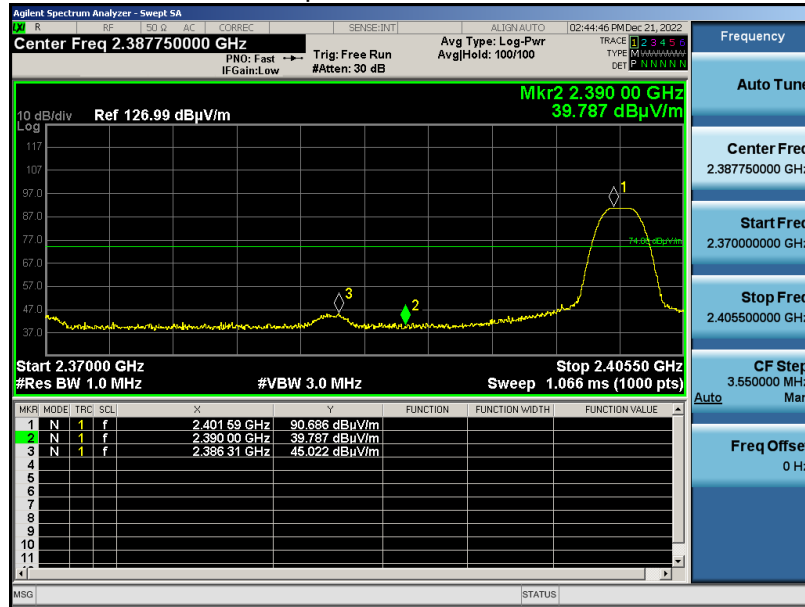 Agilent Spectrum Analyzer - Swept SA
LXI R RF 50 Ω AC CORREC SENSE:INT ALIGN AUTO 02:44:46 PM Dec 21, 2022
Center Freq 2.387750000 GHz
PNO: Fast
IFGain:Low
Trig: Free Run
#Atten: 30 dB
Avg Type: Log-Pwr
Avg|Hold: 100/100
TRACE 1 2 3 4 5 6
TYPE M
DET P N N N N N
Frequency
Mkr2 2.390 00 GHz
39.787 dBµV/m
10 dB/div Ref 126.99 dBµV/m
Log
117
107
97.0
87.0
77.0
67.0
57.0
47.0
37.0
1
74.00 dBµV/m
3
2
Start 2.37000 GHz Stop 2.40550 GHz
#Res BW 1.0 MHz #VBW 3.0 MHz Sweep 1.066 ms (1000 pts)
MKR MODE TRC SCL X Y FUNCTION FUNCTION WIDTH FUNCTION VALUE
1 N 1 f 2.401 59 GHz 90.686 dBµV/m
2 N 1 f 2.390 00 GHz 39.787 dBµV/m
3 N 1 f 2.386 31 GHz 45.022 dBµV/m
4
5
6
7
8
9
10
11
MSG STATUS
Auto Tune
Center Freq
2.387750000 GHz
Start Freq
2.370000000 GHz
Stop Freq
2.405500000 GHz
CF Step
3.550000 MHz
Auto Man
Freq Offset
0 Hz